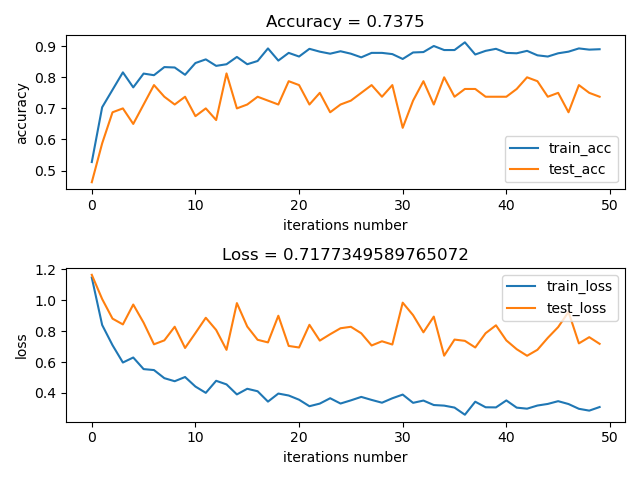 Accuracy = 0.7375
accuracy
0.9
0.8
0.7
0.6
0.5
train_acc
test_acc
0 10 20 30 40 50
iterations number
Loss = 0.7177349589765072
loss
1.2
1.0
0.8
0.6
0.4
train_loss
test_loss
0 10 20 30 40 50
iterations number